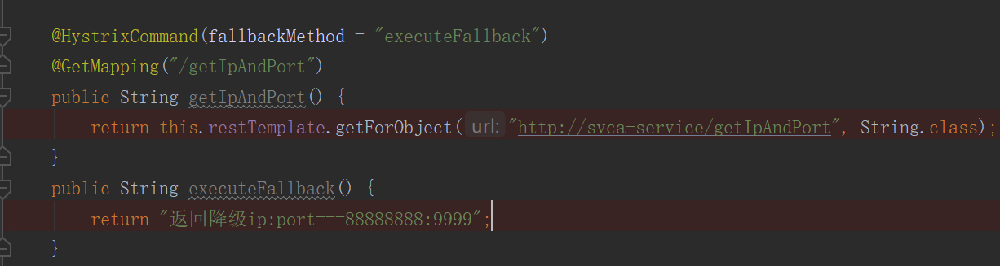 @HystrixCommand(fallbackMethod = "executeFallback")
@GetMapping("/getIpAndPort")
public String getIpAndPort() {
return this.restTemplate.getForObject( url: "http://svca-service/getIpAndPort", String.class);
}
public String executeFallback() {
return "返回降级ip:port===88888888:9999";
}